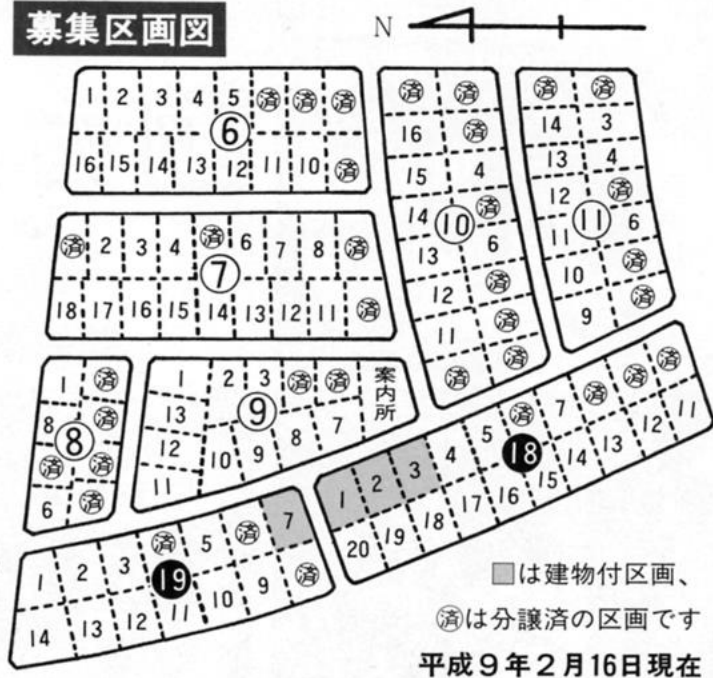 募集区画図
N
1 2 3 4 5 済 済 済
⑥
16 15 14 13 12 11 10 済
済 2 3 4 済 6 7 8 済
⑦
18 17 16 15 14 13 12 11 済
1 済
8 済
⑧
済 済
6 済
1 2 3 済 済 案内所
13
⑨
12 10 9 8 7
11
済 済
16 済
15 4
14 済
⑩
13 6
12 済
11 済
済 済
済 済
14 3
13 4
12 済
⑪
11 6
10 済
9 済
1 2 3 4 5 済 7 済 済 済
⓲
20 19 18 17 16 15 14 13 12 11
1 2 3 済 5 済 7
⓳
14 13 12 11 10 9 済
は建物付区画、
済は分譲済の区画です
平成9年2月16日現在